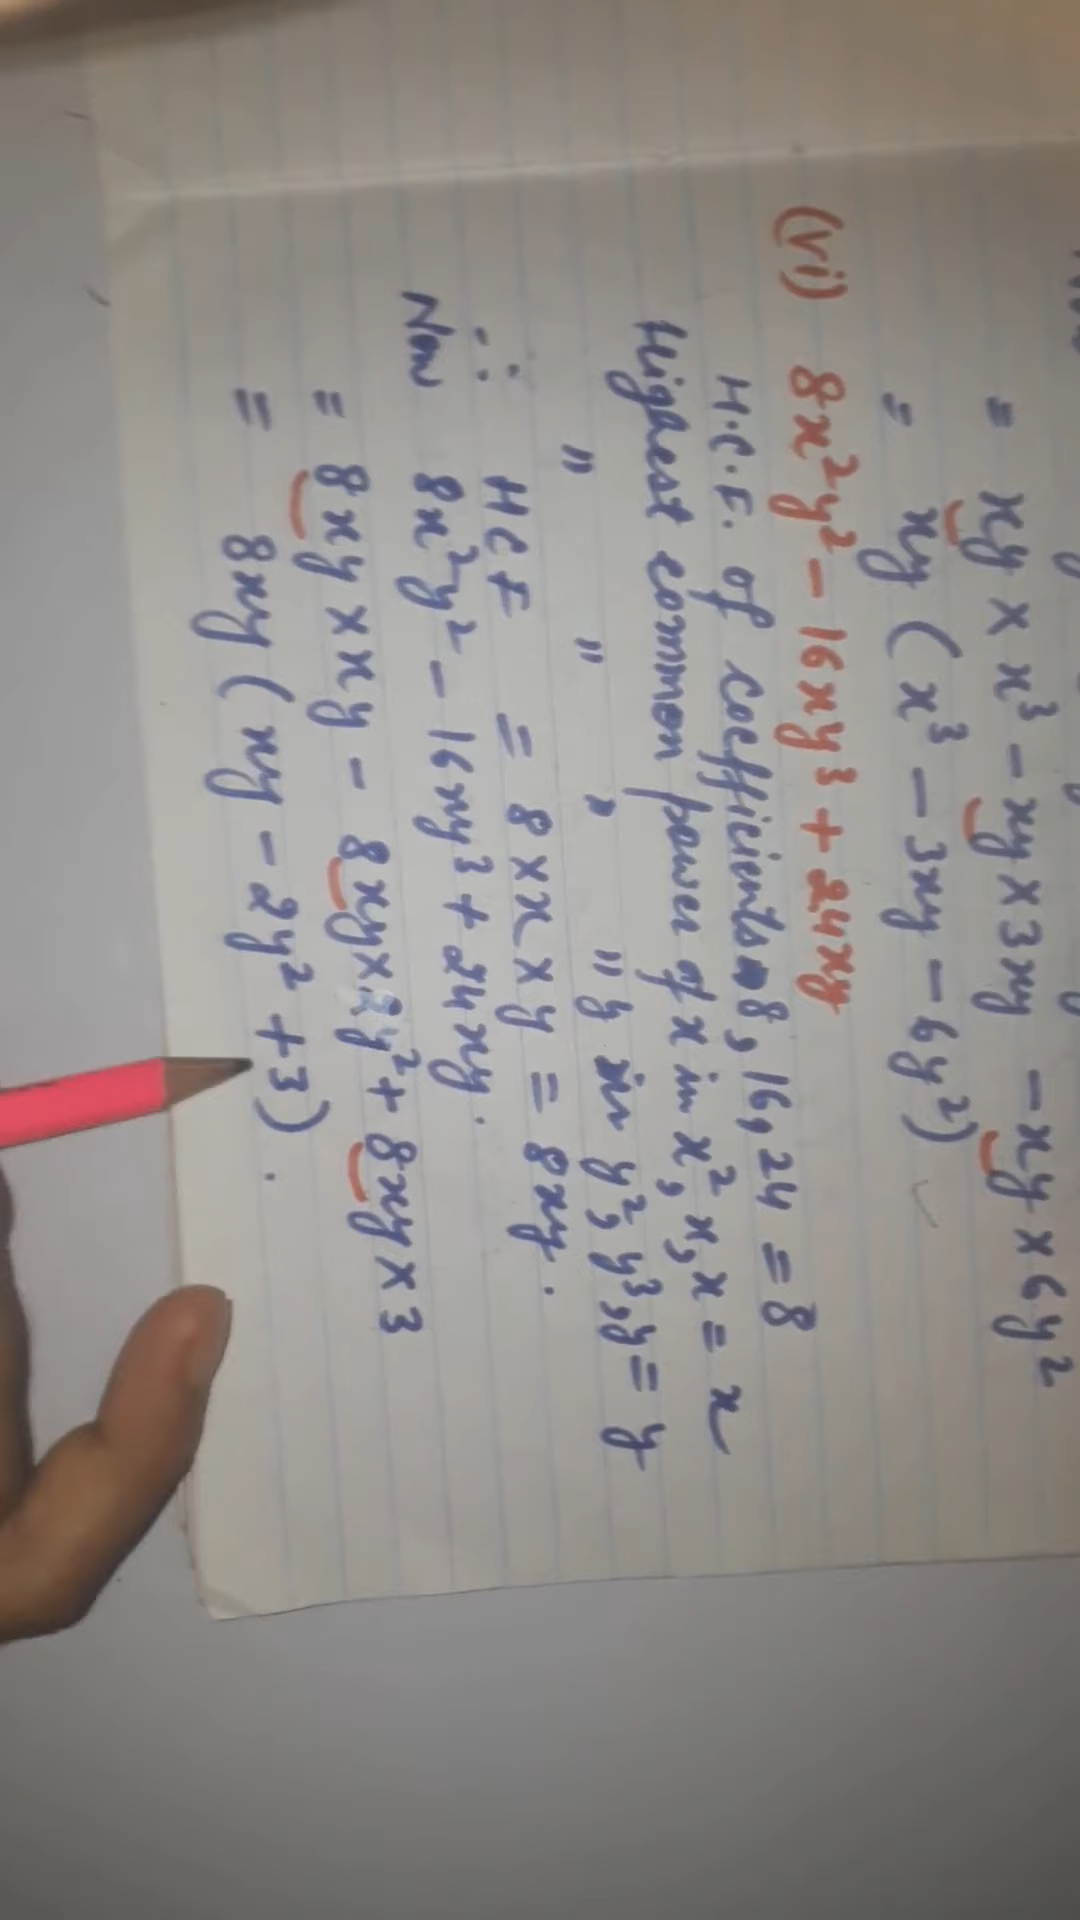 = xy × x³ - xy × 3xy - xy × 6y²
= xy (x³ - 3xy - 6y²)
(vi) 8x²y² - 16xy³ + 24xy
H.C.F. of coefficients 8, 16, 24 = 8
Highest common power of x in x², x, x = x
" " " " y in y², y³, y = y
∴ HCF = 8 × x × y = 8xy.
Now 8x²y² - 16xy³ + 24xy.
= 8xy × xy - 8xy × 2y² + 8xy × 3
= 8xy (xy - 2y² + 3).